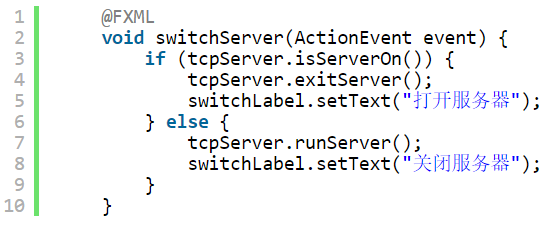 1 @FXML
2 void switchServer(ActionEvent event) {
3 if (tcpServer.isServerOn()) {
4 tcpServer.exitServer();
5 switchLabel.setText("打开服务器");
6 } else {
7 tcpServer.runServer();
8 switchLabel.setText("关闭服务器");
9 }
10 }